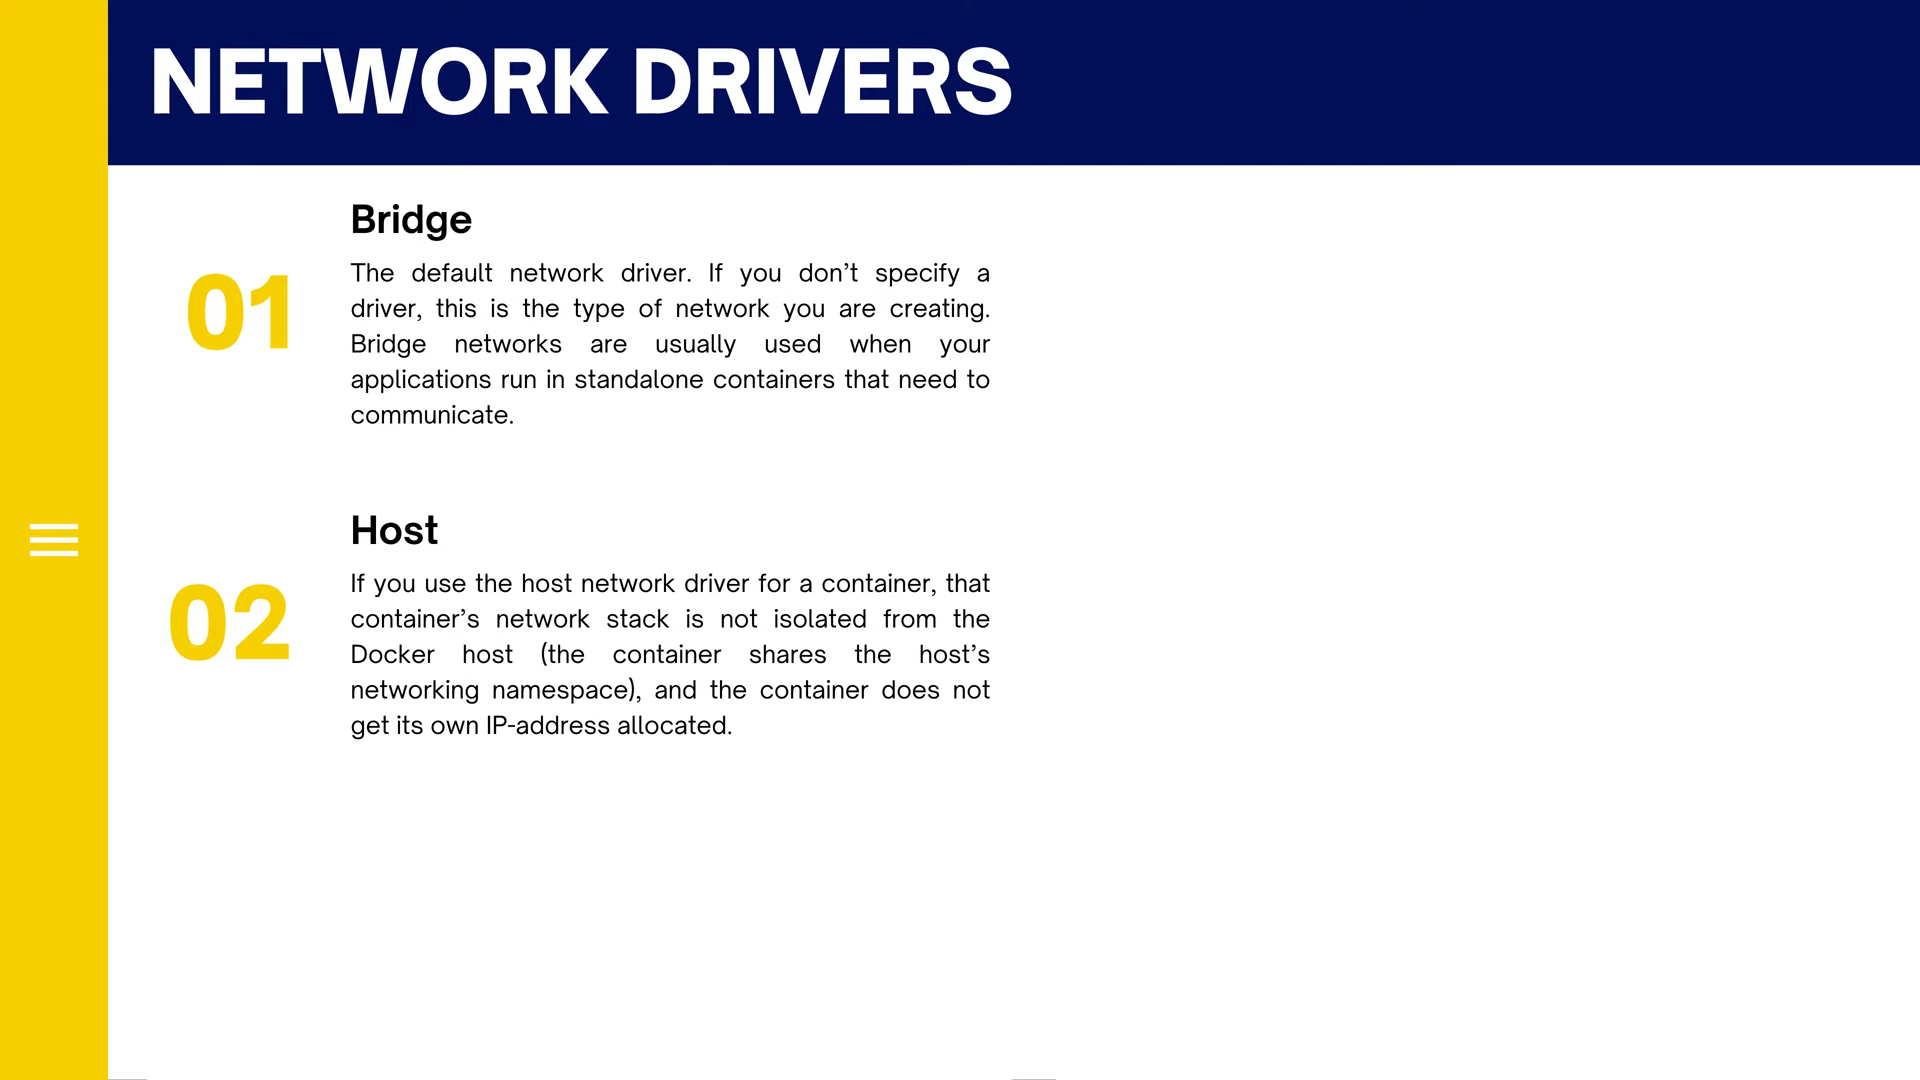 NETWORK DRIVERS
Bridge
01
The default network driver. If you don’t specify a
driver, this is the type of network you are creating.
Bridge networks are usually used when your
applications run in standalone containers that need to
communicate.
Host
02
If you use the host network driver for a container, that
container’s network stack is not isolated from the
Docker host (the container shares the host’s
networking namespace), and the container does not
get its own IP-address allocated.